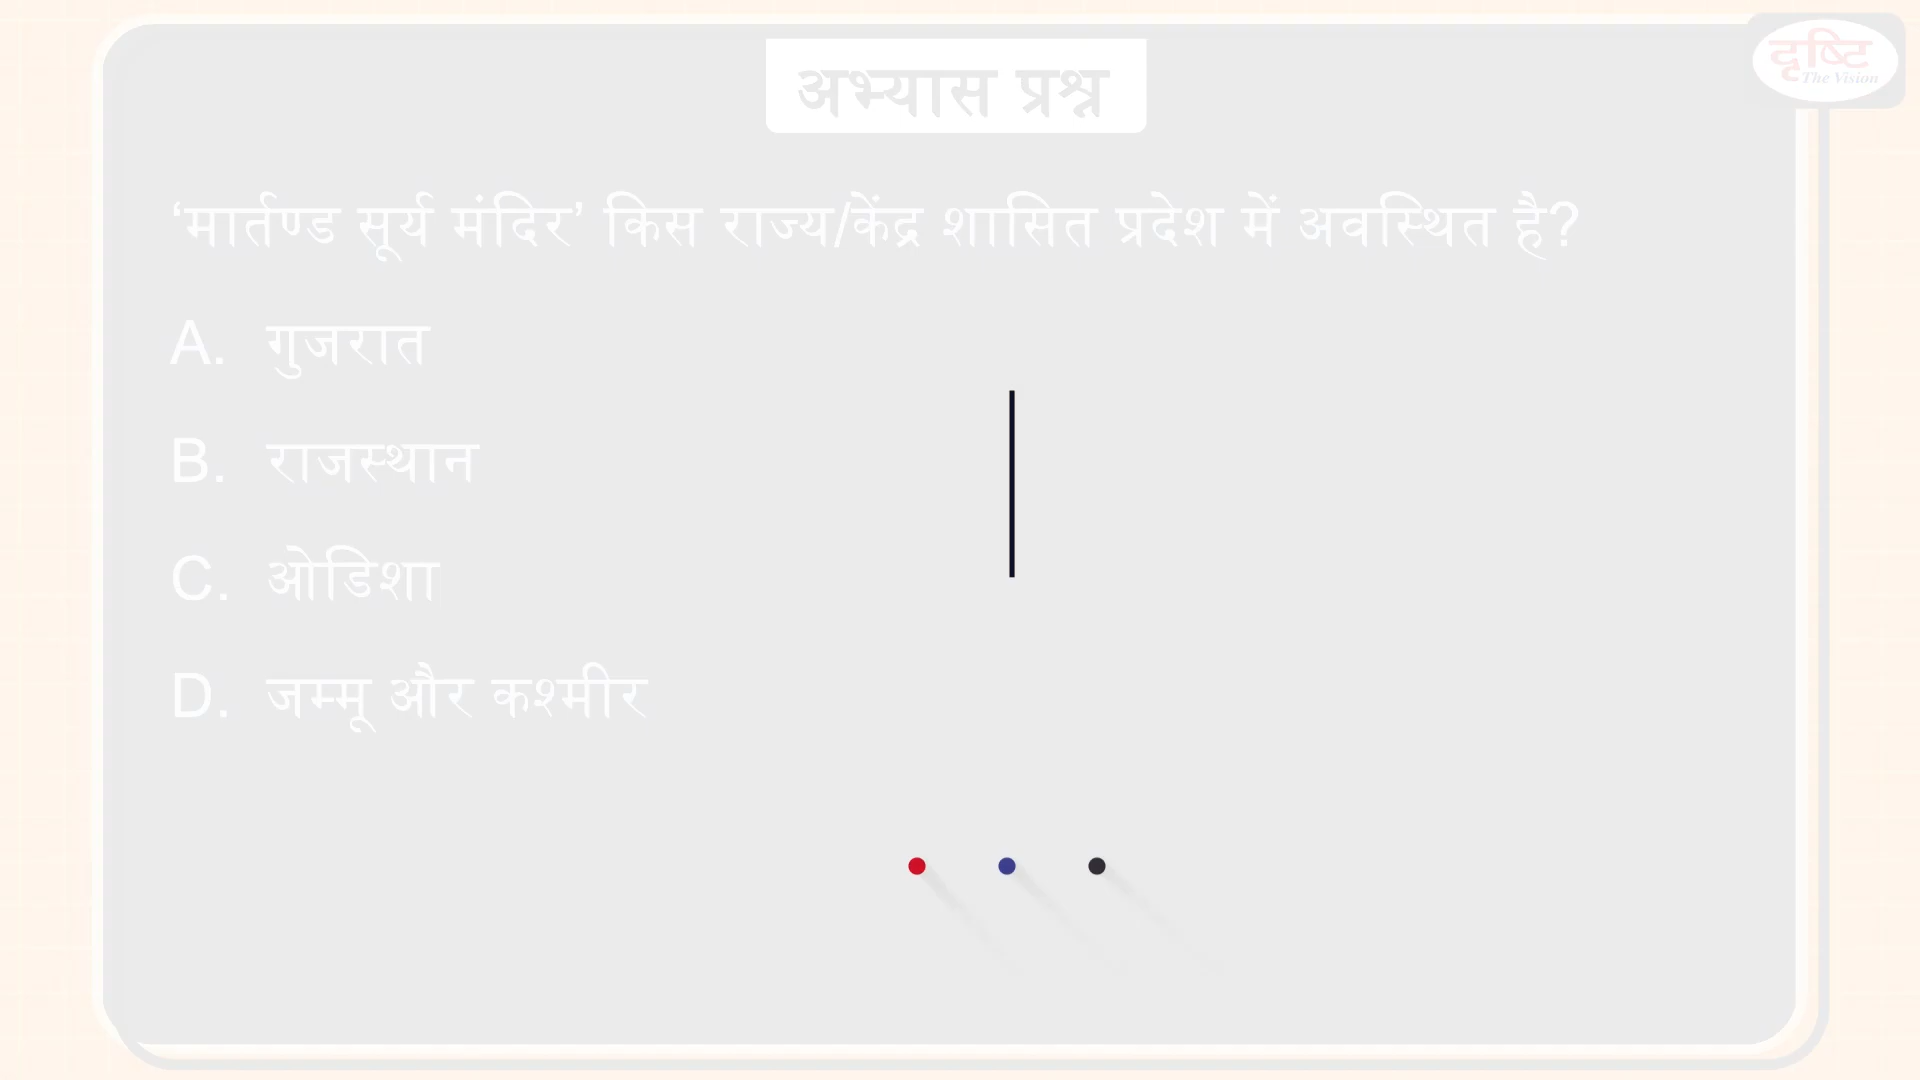 दृष्टि
The Vision
अभ्यास प्रश्न
‘मार्तण्ड सूर्य मंदिर’ किस राज्य/केंद्र शासित प्रदेश में अवस्थित है?
A. गुजरात
B. राजस्थान
C. ओडिशा
D. जम्मू और कश्मीर